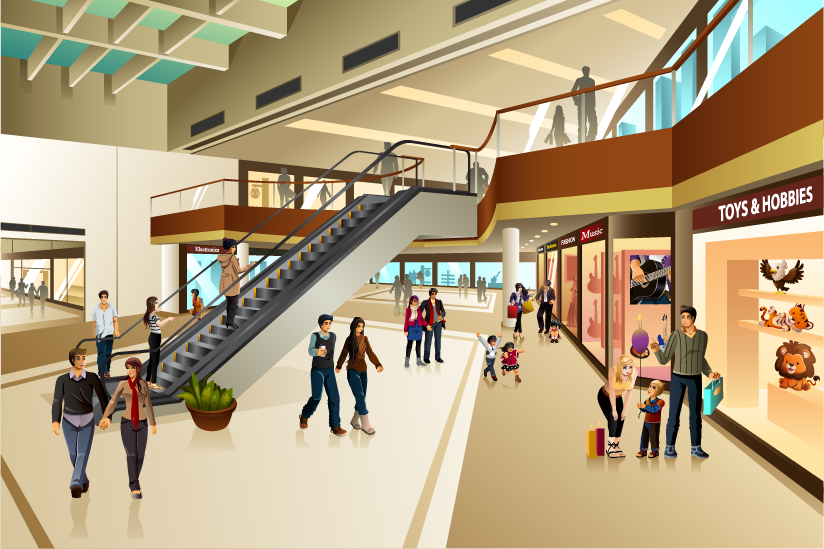 Electronics
FASHION
Music
TOYS & HOBBIES